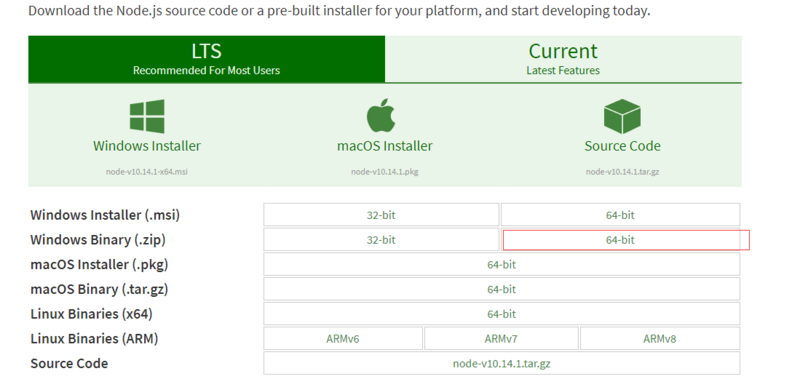 Download the Node.js source code or a pre-built installer for your platform, and start developing today.
LTS
Recommended For Most Users
Current
Latest Features
Windows Installer
node-v10.14.1-x64.msi
macOS Installer
node-v10.14.1.pkg
Source Code
node-v10.14.1.tar.gz
Windows Installer (.msi) 32-bit 64-bit
Windows Binary (.zip) 32-bit 64-bit
macOS Installer (.pkg) 64-bit
macOS Binary (.tar.gz) 64-bit
Linux Binaries (x64) 64-bit
Linux Binaries (ARM) ARMv6 ARMv7 ARMv8
Source Code node-v10.14.1.tar.gz